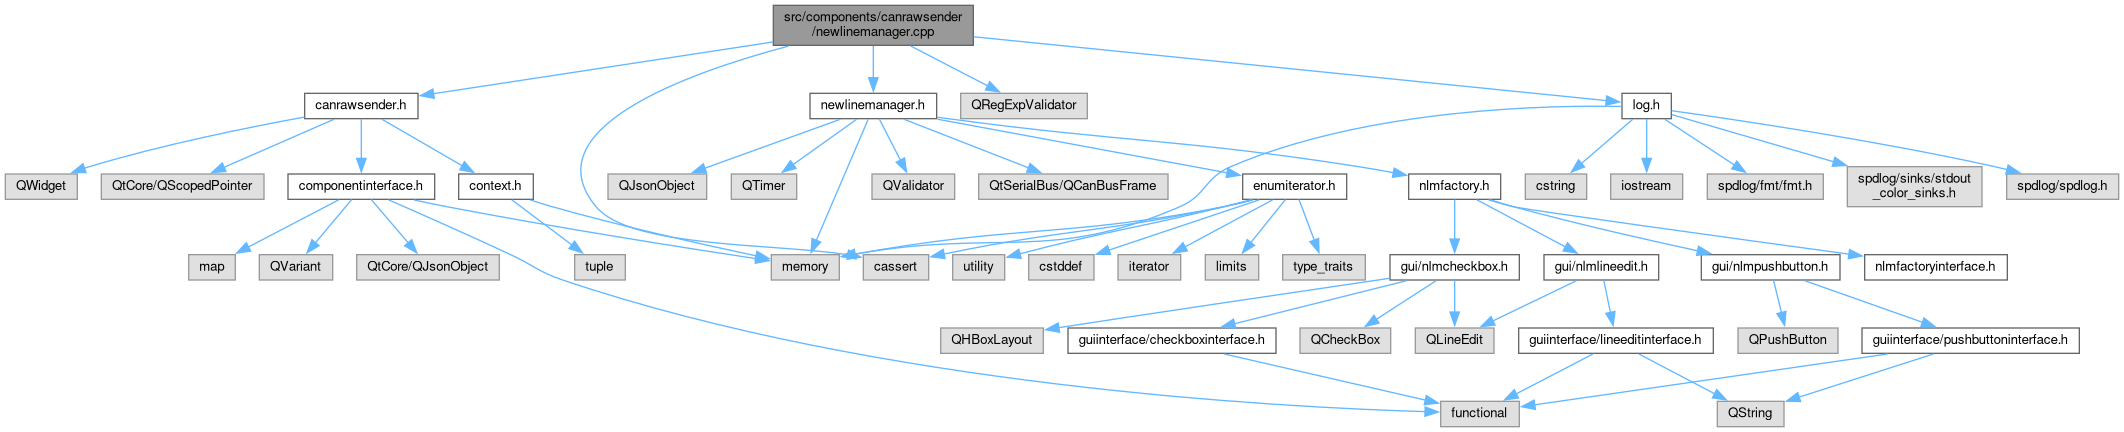 src/components/canrawsender
/newlinemanager.cpp
canrawsender.h
newlinemanager.h
QRegExpValidator
log.h
QWidget
QtCore/QScopedPointer
componentinterface.h
context.h
QJsonObject
QTimer
QValidator
QtSerialBus/QCanBusFrame
enumiterator.h
nlmfactory.h
cstring
iostream
spdlog/fmt/fmt.h
spdlog/sinks/stdout
_color_sinks.h
spdlog/spdlog.h
map
QVariant
QtCore/QJsonObject
tuple
memory
cassert
utility
cstddef
iterator
limits
type_traits
gui/nlmcheckbox.h
gui/nlmlineedit.h
gui/nlmpushbutton.h
nlmfactoryinterface.h
QHBoxLayout
guiinterface/checkboxinterface.h
QCheckBox
QLineEdit
guiinterface/lineeditinterface.h
QPushButton
guiinterface/pushbuttoninterface.h
functional
QString